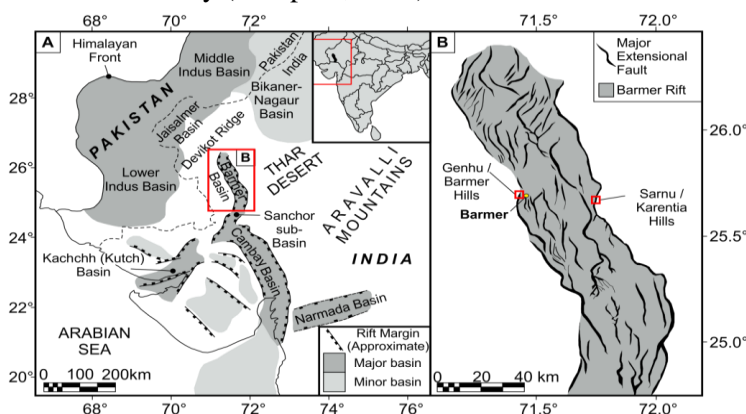 68°
70°
72°
71.5°
72.0°
A
Himalayan
Front
Middle
Indus Basin
Pakistan
India
Bikaner-
Nagaur
Basin
PAKISTAN
Jaisalmer
Basin
Devikot Ridge
Lower
Indus Basin
B
Barmer
Basin
THAR
DESERT
ARAVALLI
MOUNTAINS
Sanchor
sub-
Basin
Kachchh (Kutch)
Basin
Cambay Basin
INDIA
Narmada Basin
ARABIAN
SEA
Rift Margin
(Approximate)
Major basin
Minor basin
0 100 200km
28°
26°
24°
22°
20°
68°
70°
72°
74°
76°
B
Major
Extensional
Fault
Barmer Rift
Genhu /
Barmer
Hills
Barmer
Sarnu /
Karentia
Hills
0 20 40 km
26.0°
25.5°
25.0°
71.5°
72.0°